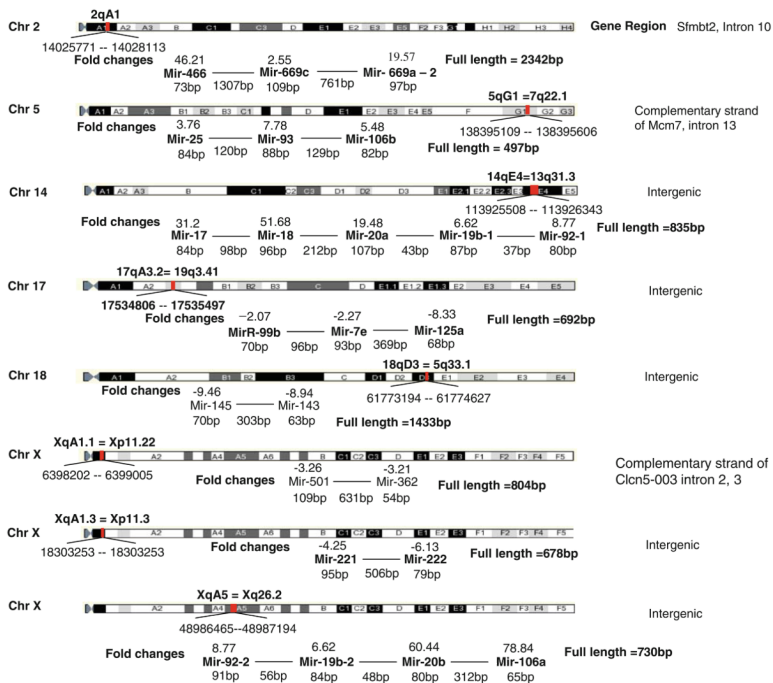 2qA1
Chr 2 A1 A2 A3 B C1 C2 C3 D E1 E2 E3 E5 F2 F3 G1 H1 H2 H3 H4 Gene Region Sfmbt2, Intron 10
14025771 -- 14028113
Fold changes 46.21 2.55 19.57 Full length = 2342bp
Mir-466 Mir-669c Mir- 669a – 2
73bp 1307bp 109bp 761bp 97bp
5qG1 =7q22.1
Chr 5 A1 A2 A3 B1 B2 B3 C1 D E1 E2 E3 E4 E5 F G1 G2 G3 Complementary strand
of Mcm7, intron 13
Fold changes 3.76 7.78 5.48 138395109 -- 138395606
Mir-25 Mir-93 Mir-106b Full length = 497bp
84bp 120bp 88bp 129bp 82bp
14qE4=13q31.3
Chr 14 A1 A2 A3 B C1 C2 C3 D1 D2 D3 E1 E2.1 E2.2 E2.3 E3 E4 E5 Intergenic
113925508 -- 113926343
Fold changes 31.2 51.68 19.48 6.62 8.77 Full length =835bp
Mir-17 Mir-18 Mir-20a Mir-19b-1 Mir-92-1
84bp 98bp 96bp 212bp 107bp 43bp 87bp 37bp 80bp
17qA3.2= 19q3.41
Chr 17 A1 A2 B1 B2 B3 C D E1.1 E1.2 E1.3 E2 E3 E4 E5 Intergenic
17534806 -- 17535497
Fold changes −2.07 -2.27 -8.33 Full length =692bp
MirR-99b Mir-7e Mir-125a
70bp 96bp 93bp 369bp 68bp
18qD3 = 5q33.1
Chr 18 A1 A2 B1 B2 B3 C D1 D2 D3 E1 E2 E3 E4 Intergenic
Fold changes -9.46 -8.94 61773194 -- 61774627
Mir-145 Mir-143
70bp 303bp 63bp Full length =1433bp
XqA1.1 = Xp11.22
Chr X A2 A4 A5 A6 B C1 C2 C3 D E1 E2 E3 F1 F2 F3 F4 F5 Complementary strand of
Clcn5-003 intron 2, 3
6398202 -- 6399005
Fold changes -3.26 -3.21 Full length =804bp
Mir-501 Mir-362
109bp 631bp 54bp
XqA1.3 = Xp11.3
Chr X A2 A4 A5 A6 B C1 C2 C3 D E1 E2 E3 F1 F2 F3 F4 F5 Intergenic
18303253 -- 18303253
Fold changes -4.25 -6.13 Full length =678bp
Mir-221 Mir-222
95bp 506bp 79bp
XqA5 = Xq26.2
Chr X A2 A4 A5 A6 B C1 C2 C3 D E1 E2 E3 F1 F2 F3 F4 F5 Intergenic
48986465--48987194
Fold changes 8.77 6.62 60.44 78.84 Full length =730bp
Mir-92-2 Mir-19b-2 Mir-20b Mir-106a
91bp 56bp 84bp 48bp 80bp 312bp 65bp